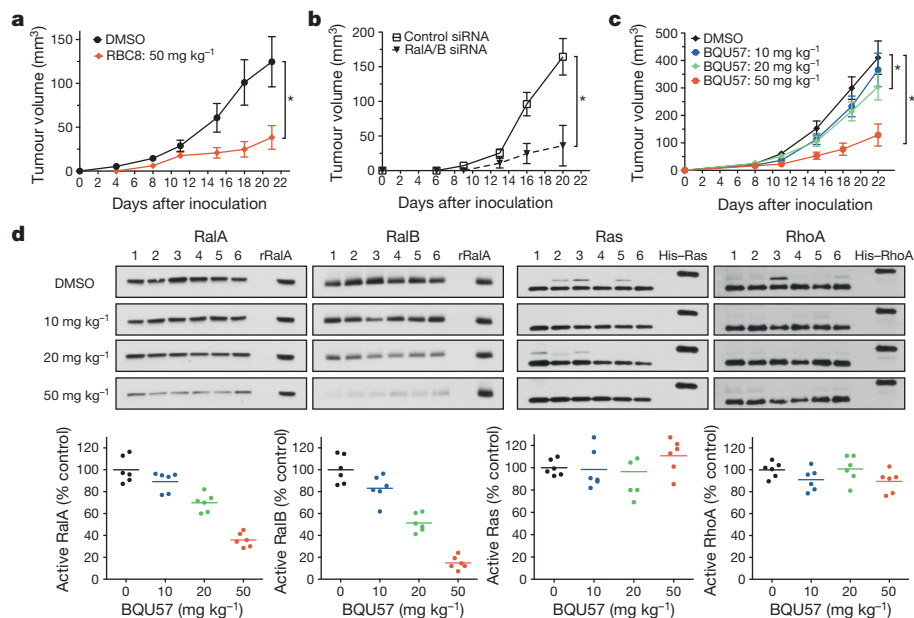 a
Tumour volume (mm³)
125
100
75
50
25
0
DMSO
RBC8: 50 mg kg⁻¹
*
0 2 4 6 8 10 12 14 16 18 20 22
Days after inoculation
b
Tumour volume (mm³)
200
150
100
50
0
Control siRNA
RalA/B siRNA
*
0 2 4 6 8 10 12 14 16 18 20 22
Days after inoculation
c
Tumour volume (mm³)
500
400
300
200
100
0
DMSO
BQU57: 10 mg kg⁻¹
BQU57: 20 mg kg⁻¹
BQU57: 50 mg kg⁻¹
*
*
0 2 4 6 8 10 12 14 16 18 20 22
Days after inoculation
d
RalA
1 2 3 4 5 6 rRalA
RalB
1 2 3 4 5 6 rRalA
Ras
1 2 3 4 5 6 His–Ras
RhoA
1 2 3 4 5 6 His–RhoA
DMSO
10 mg kg⁻¹
20 mg kg⁻¹
50 mg kg⁻¹
Active RalA (% control)
120
100
80
60
40
20
0
0 10 20 50
BQU57 (mg kg⁻¹)
Active RalB (% control)
120
100
80
60
40
20
0
0 10 20 50
BQU57 (mg kg⁻¹)
Active Ras (% control)
120
100
80
60
40
20
0
0 10 20 50
BQU57 (mg kg⁻¹)
Active RhoA (% control)
120
100
80
60
40
20
0
0 10 20 50
BQU57 (mg kg⁻¹)